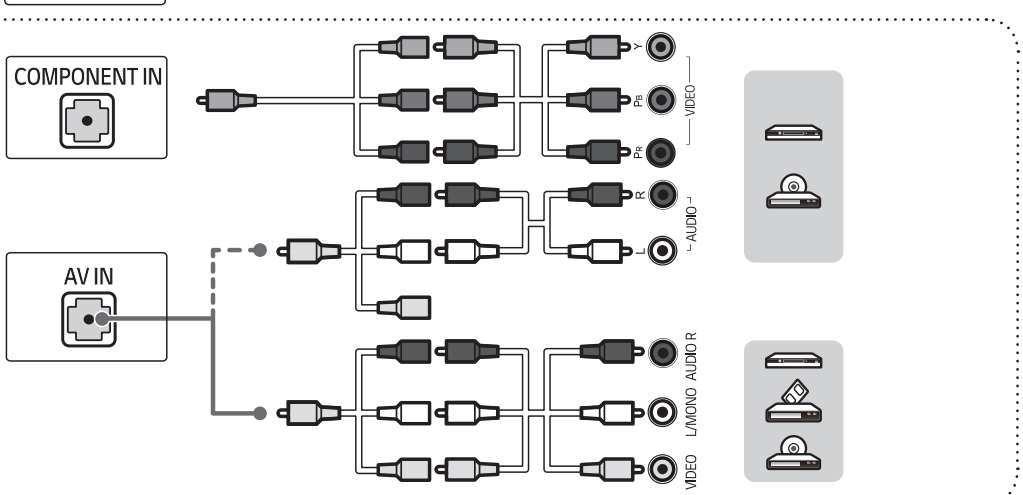 COMPONENT IN
Y
PB
VIDEO
PR
R
AUDIO
L
AV IN
AUDIO R
L/MONO
VIDEO